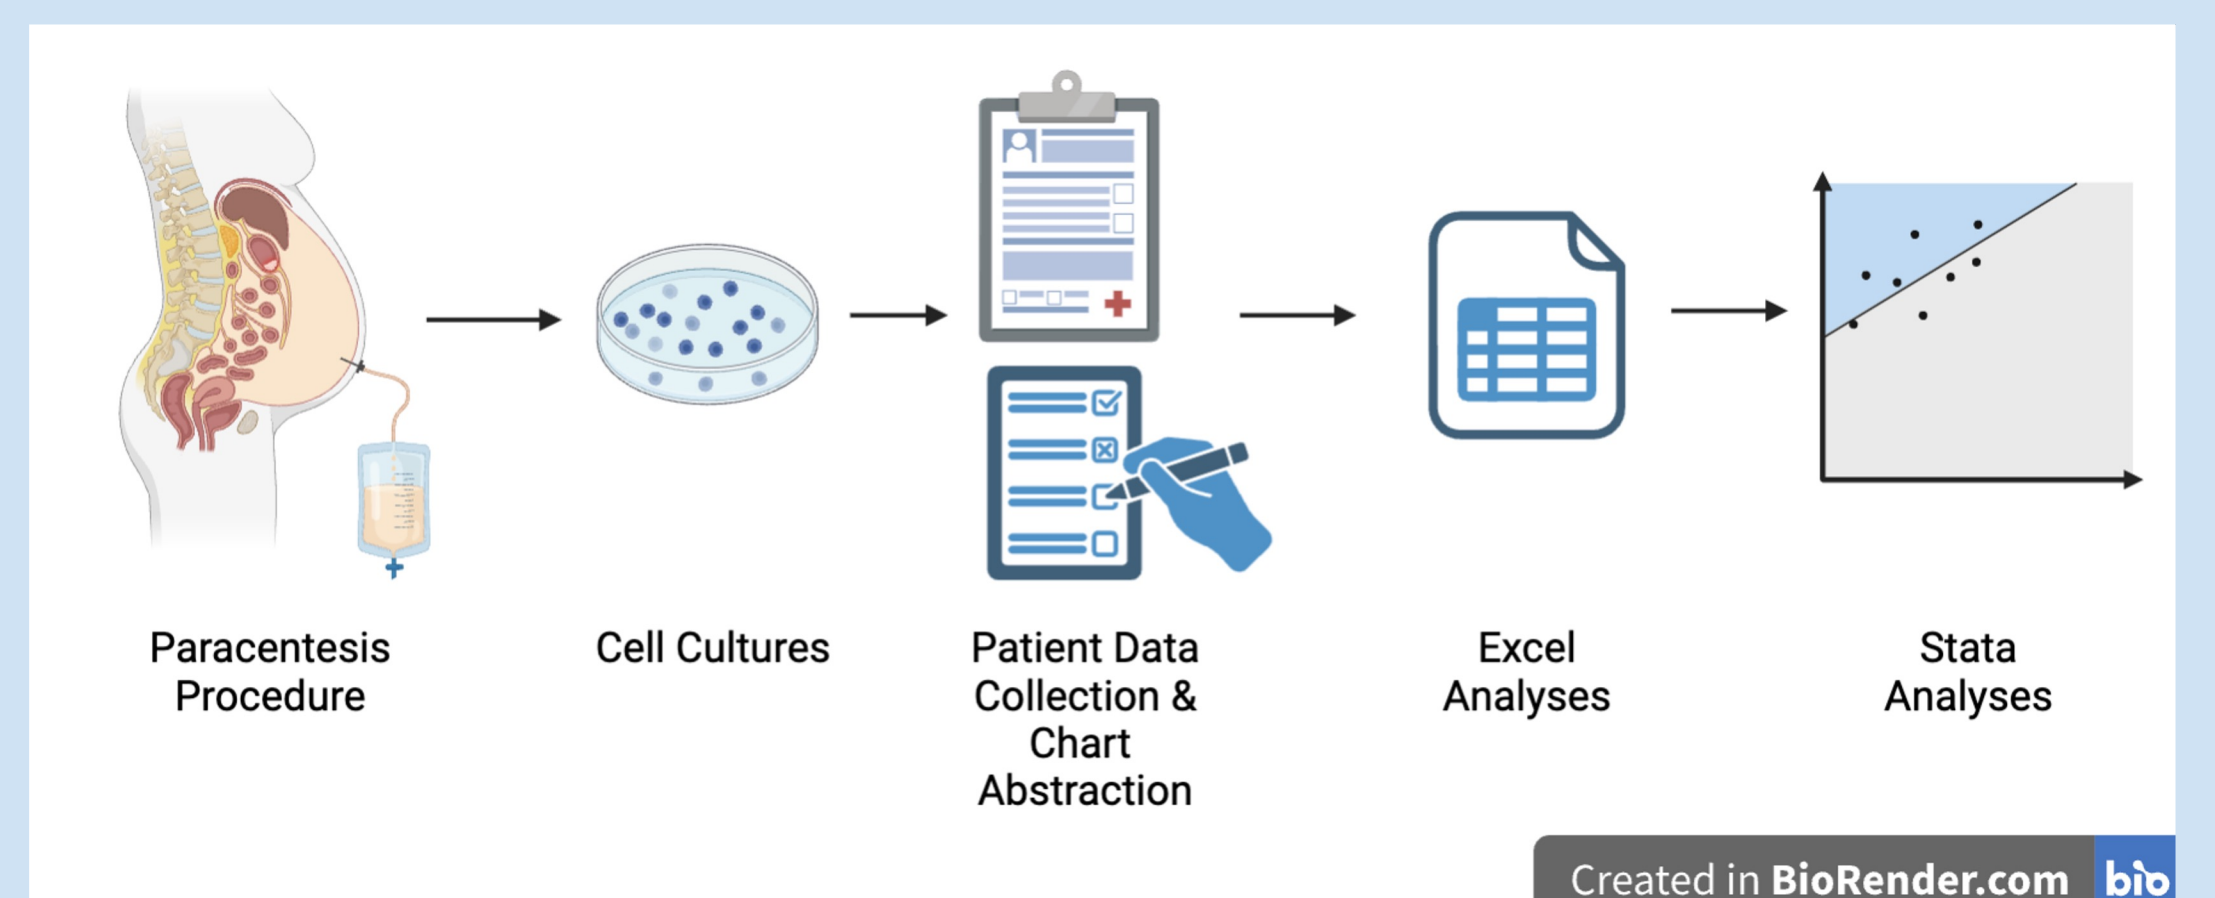 Paracentesis
Procedure
Cell Cultures
Patient Data
Collection &
Chart
Abstraction
Excel
Analyses
Stata
Analyses
Created in BioRender.com bio